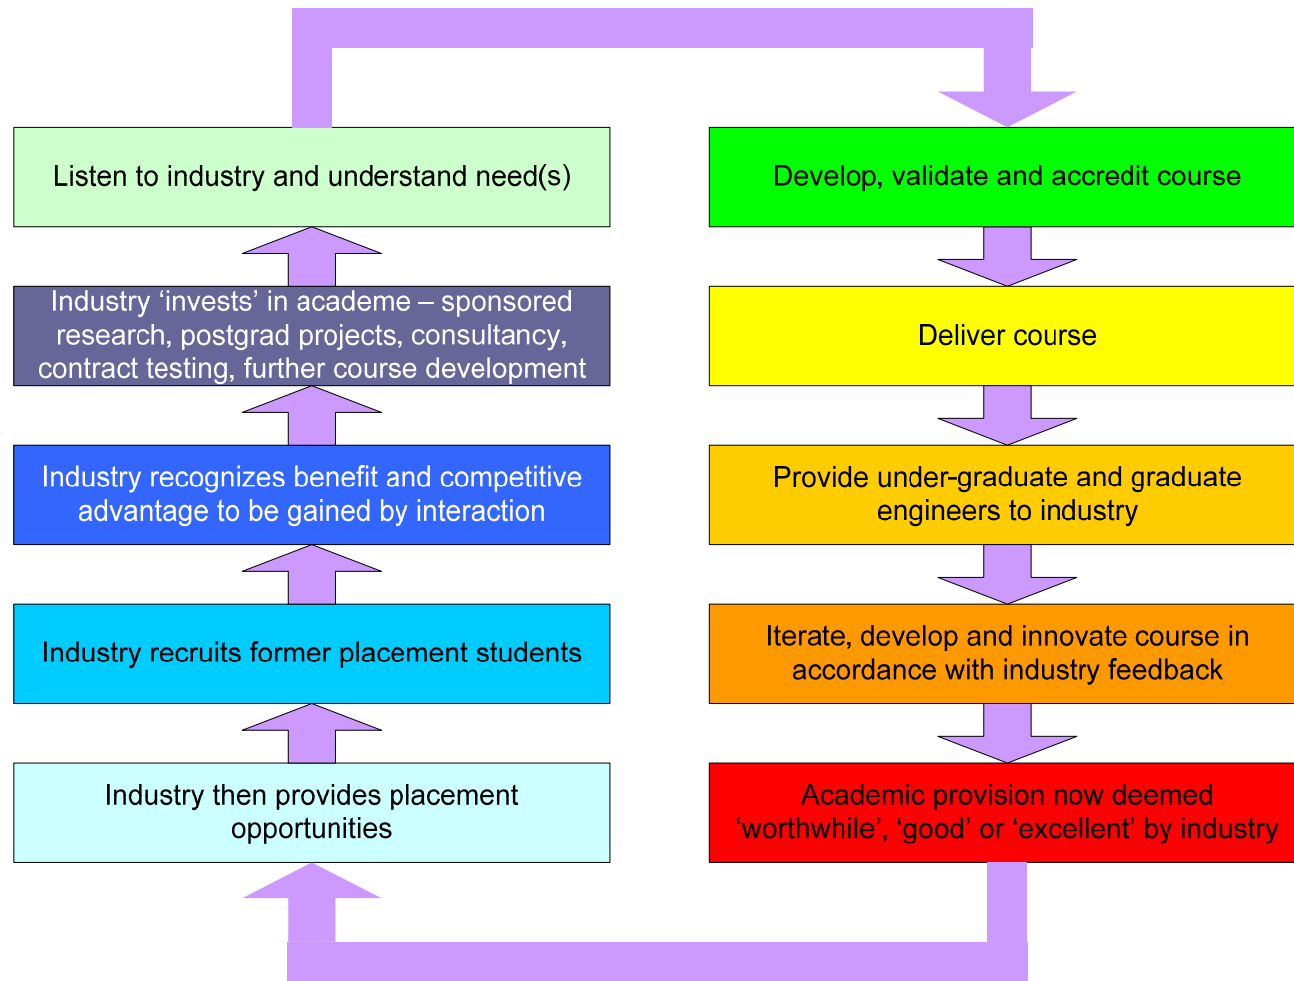 Listen to industry and understand need(s)
Industry ‘invests’ in academe – sponsored
research, postgrad projects, consultancy,
contract testing, further course development
Industry recognizes benefit and competitive
advantage to be gained by interaction
Industry recruits former placement students
Industry then provides placement
opportunities
Develop, validate and accredit course
Deliver course
Provide under-graduate and graduate
engineers to industry
Iterate, develop and innovate course in
accordance with industry feedback
Academic provision now deemed
‘worthwhile’, ‘good’ or ‘excellent’ by industry